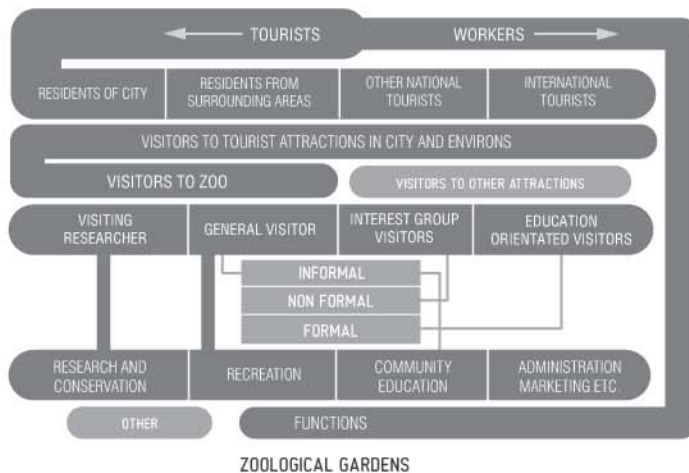 TOURISTS
WORKERS
RESIDENTS OF CITY
RESIDENTS FROM
SURROUNDING AREAS
OTHER NATIONAL
TOURISTS
INTERNATIONAL
TOURISTS
VISITORS TO TOURIST ATTRACTIONS IN CITY AND ENVIRONS
VISITORS TO ZOO
VISITORS TO OTHER ATTRACTIONS
VISITING
RESEARCHER
GENERAL VISITOR
INTEREST GROUP
VISITORS
EDUCATION
ORIENTATED VISITORS
INFORMAL
NON FORMAL
FORMAL
RESEARCH AND
CONSERVATION
RECREATION
COMMUNITY
EDUCATION
ADMINISTRATION
MARKETING ETC.
OTHER
FUNCTIONS
ZOOLOGICAL GARDENS